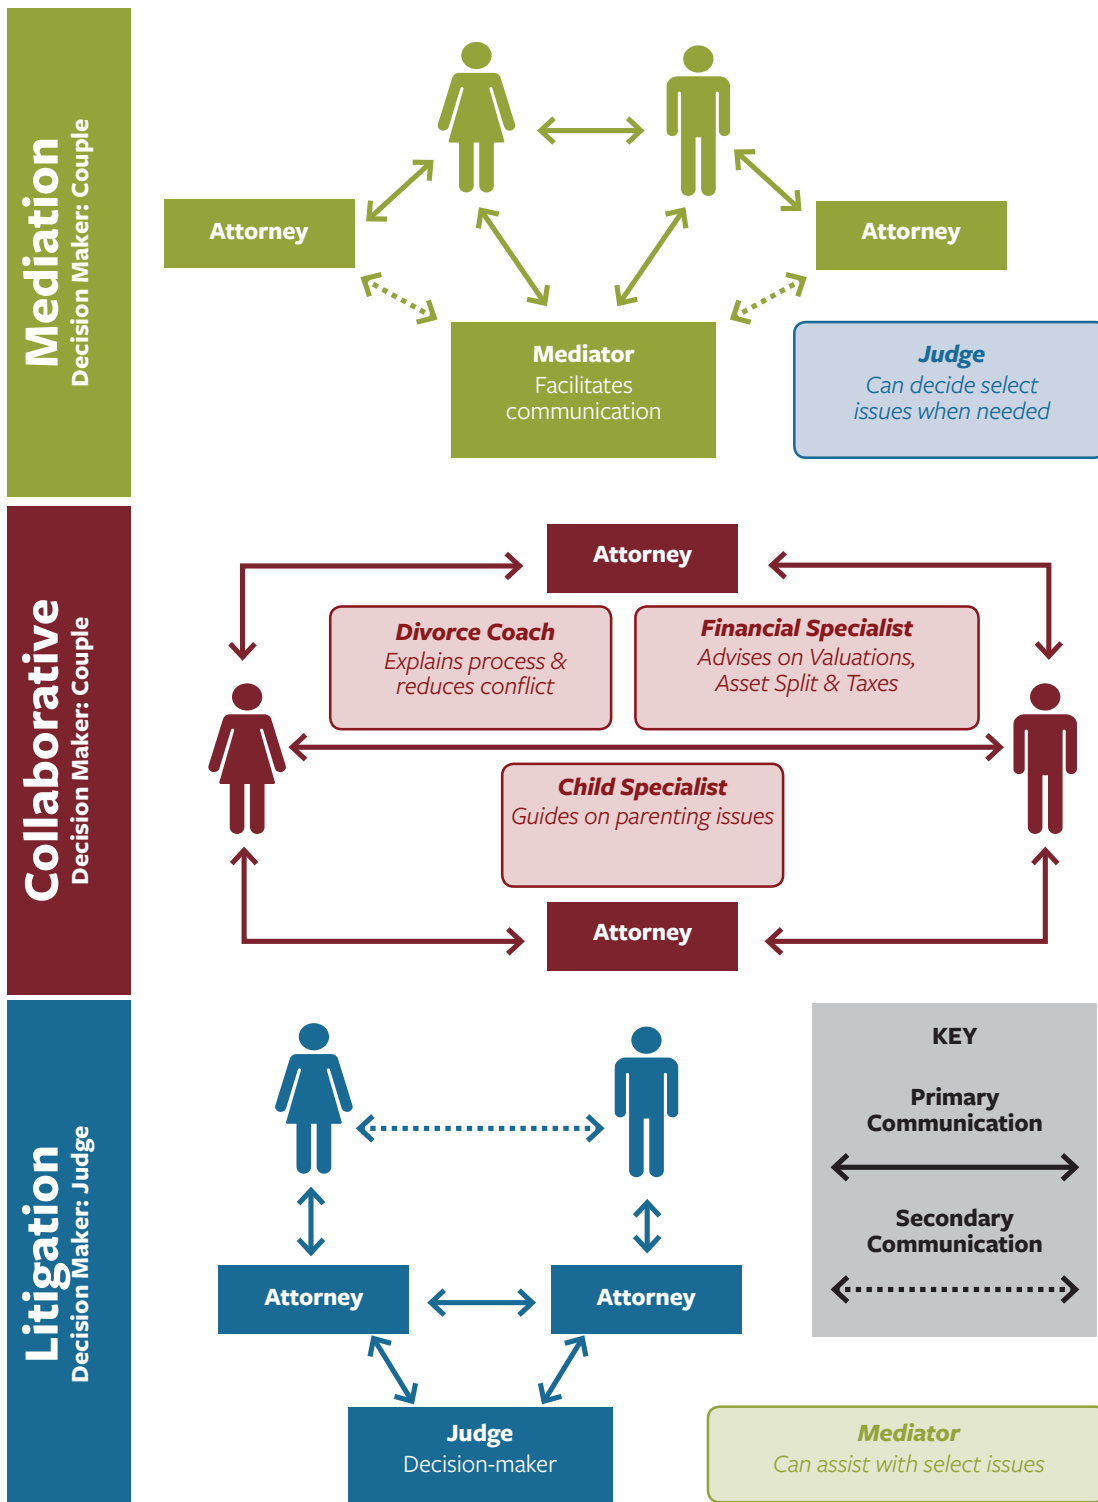 Mediation
Decision Maker: Couple
Attorney
Attorney
Mediator
Facilitates
communication
Judge
Can decide select
issues when needed
Collaborative
Decision Maker: Couple
Attorney
Divorce Coach
Explains process &
reduces conflict
Financial Specialist
Advises on Valuations,
Asset Split & Taxes
Child Specialist
Guides on parenting issues
Attorney
Litigation
Decision Maker: Judge
KEY
Primary
Communication
Secondary
Communication
Attorney
Attorney
Judge
Decision-maker
Mediator
Can assist with select issues